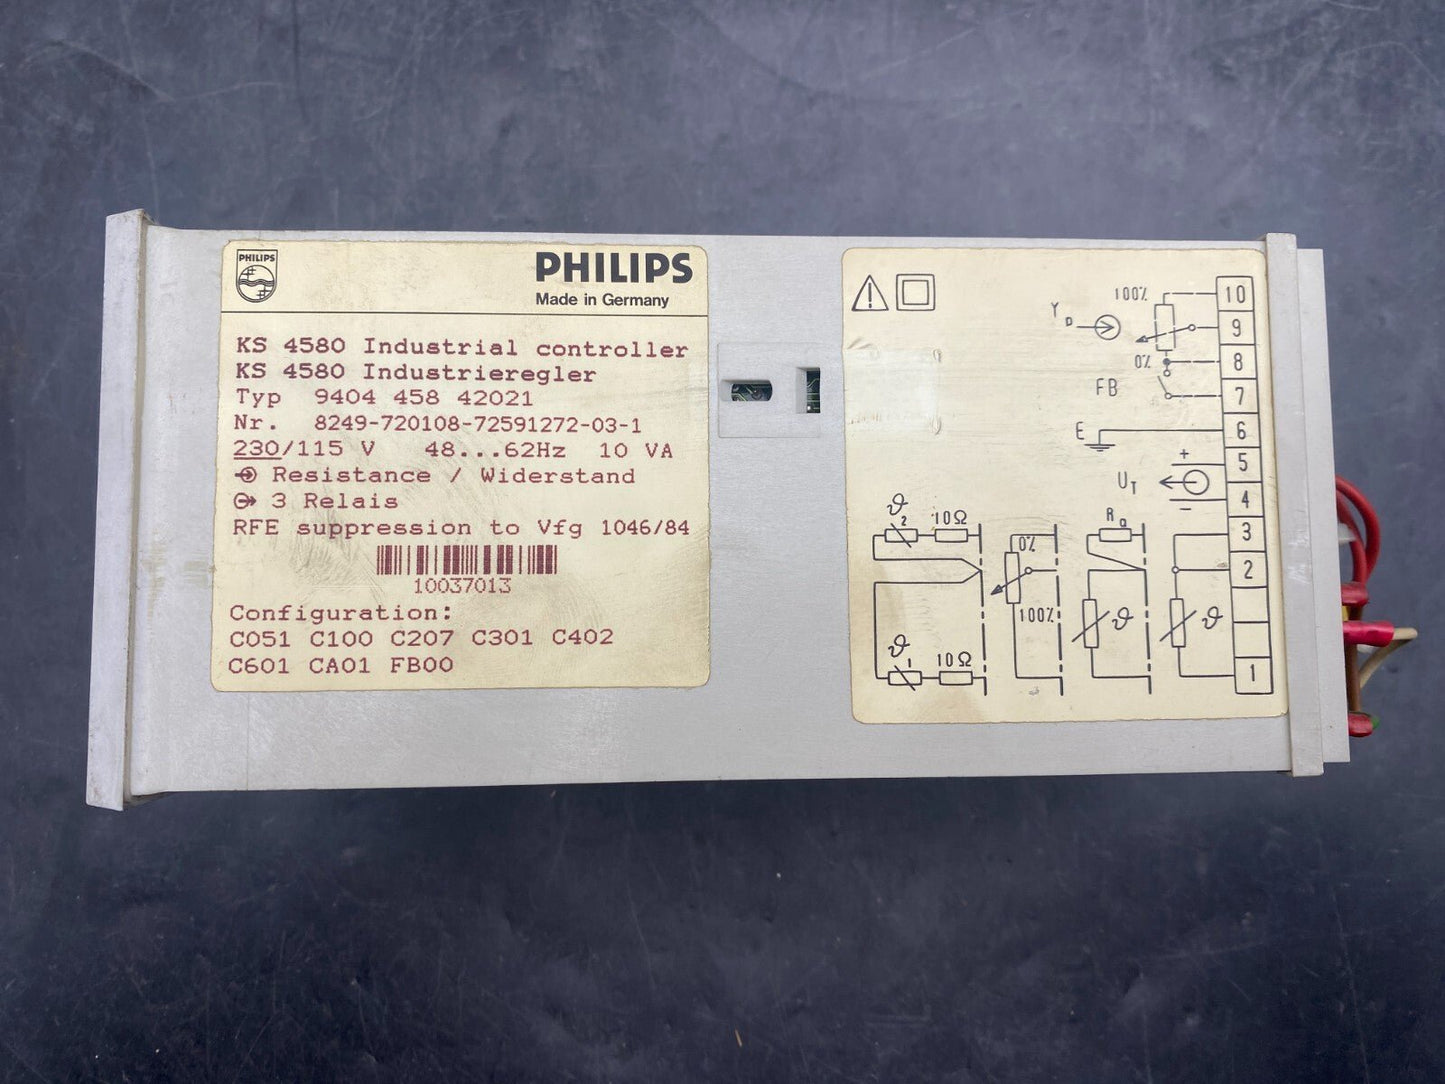 PHILIPS
PHILIPS
Made in Germany
KS 4580 Industrial controller
KS 4580 Industrieregler
Typ 9404 458 42021
Nr. 8249-720108-72591272-03-1
230/115 V 48...62Hz 10 VA
Resistance / Widerstand
3 Relais
RFE suppression to Vfg 1046/84
10037013
Configuration:
C051 C100 C207 C301 C402
C601 CA01 FB00
100% 10
Y D 9
0% 8
FB 7
E 6
+ 5
U T
− 4
ϑ 2 10Ω 0% R a 3
2
100% ϑ ϑ
ϑ 1 10Ω 1